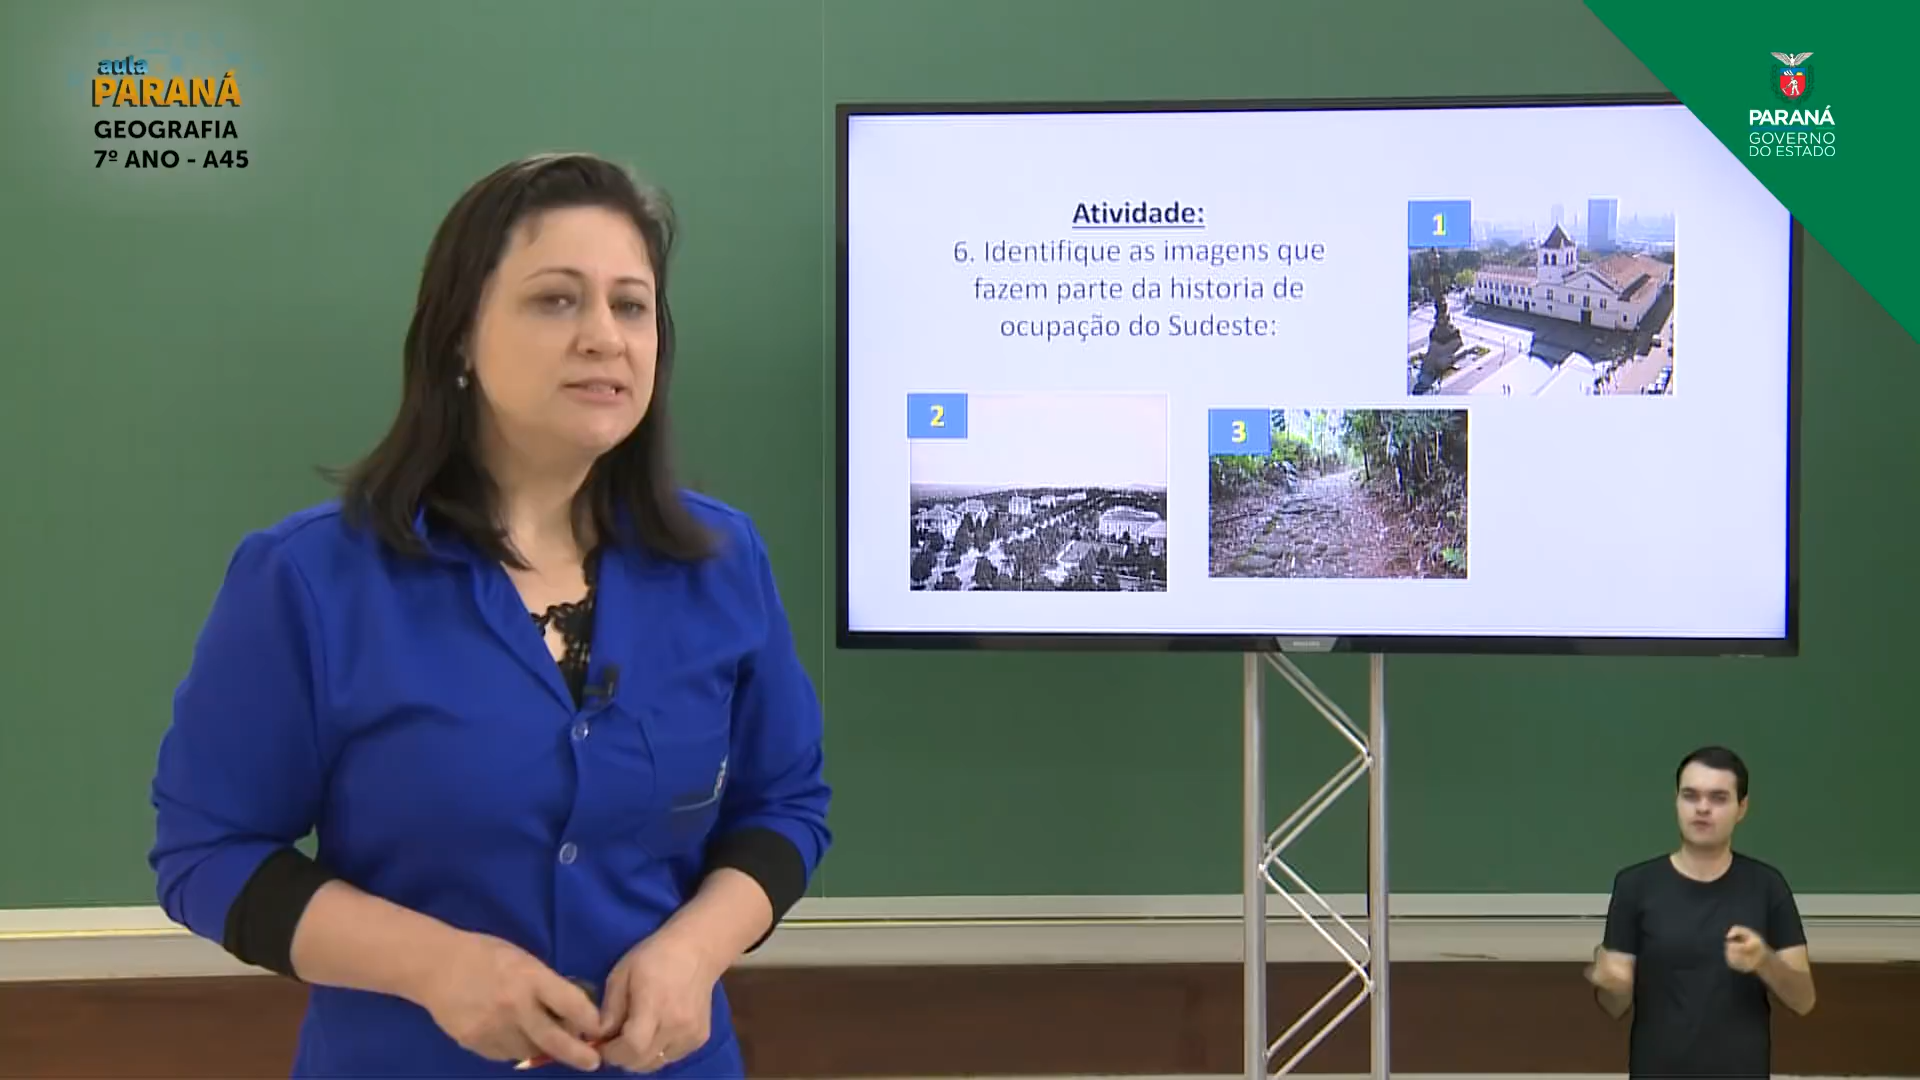 aula
PARANÁ
GEOGRAFIA
7º ANO - A45
PARANÁ
GOVERNO
DO ESTADO
Atividade:
6. Identifique as imagens que
fazem parte da historia de
ocupação do Sudeste:
1
2
3